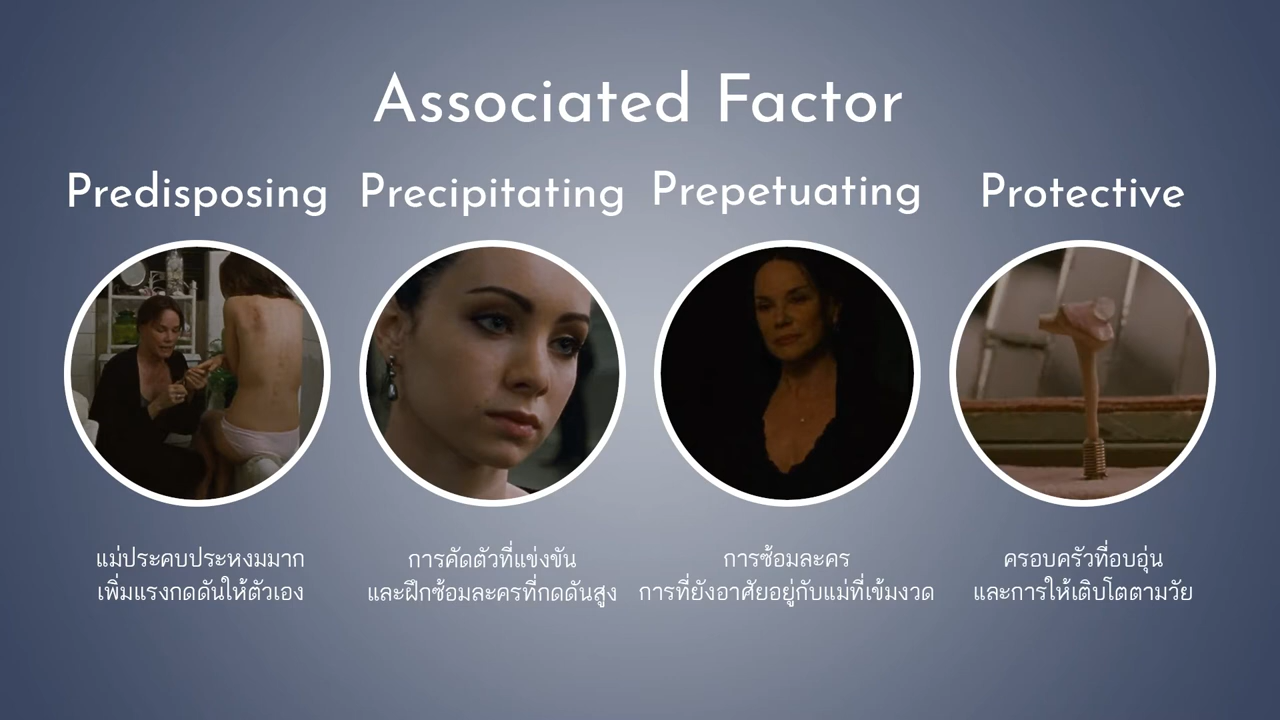 Associated Factor
Predisposing
Precipitating
Prepetuating
Protective
แม่ประคบประหงมมาก
เพิ่มแรงกดดันให้ตัวเอง
การคัดตัวที่แข่งขัน
และฝึกซ้อมละครที่กดดันสูง
การซ้อมละคร
การที่ยังอาศัยอยู่กับแม่ที่เข้มงวด
ครอบครัวที่อบอุ่น
และการให้เติบโตตามวัย